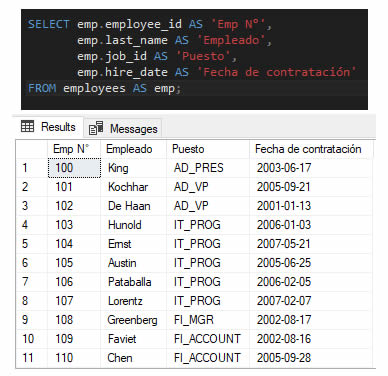 SELECT emp.employee_id AS 'Emp N°',
emp.last_name AS 'Empleado',
emp.job_id AS 'Puesto',
emp.hire_date AS 'Fecha de contratación'
FROM employees AS emp;
Results Messages
Emp N° Empleado Puesto Fecha de contratación
1 100 King AD_PRES 2003-06-17
2 101 Kochhar AD_VP 2005-09-21
3 102 De Haan AD_VP 2001-01-13
4 103 Hunold IT_PROG 2006-01-03
5 104 Ernst IT_PROG 2007-05-21
6 105 Austin IT_PROG 2005-06-25
7 106 Pataballa IT_PROG 2006-02-05
8 107 Lorentz IT_PROG 2007-02-07
9 108 Greenberg FI_MGR 2002-08-17
10 109 Faviet FI_ACCOUNT 2002-08-16
11 110 Chen FI_ACCOUNT 2005-09-28